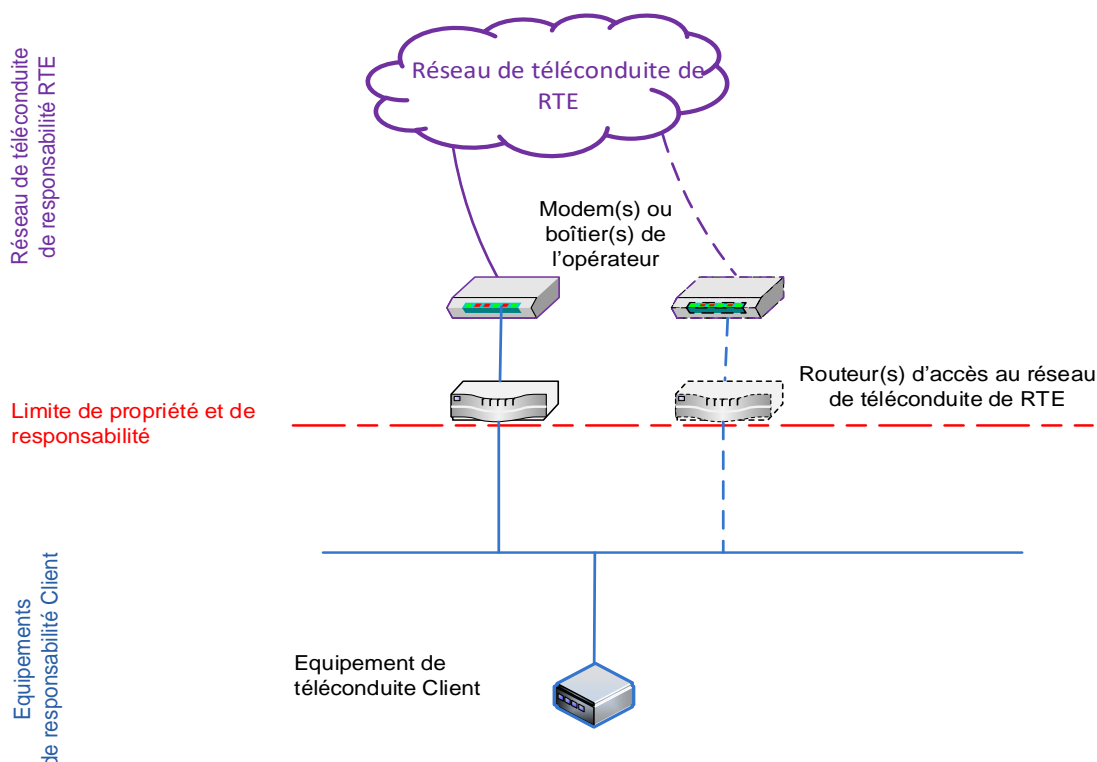 Réseau de téléconduite
de responsabilité RTE
Réseau de téléconduite de
RTE
Modem(s) ou
boîtier(s) de
l'opérateur
Routeur(s) d'accès au réseau
de téléconduite de RTE
Limite de propriété et de
responsabilité
Equipements
de responsabilité Client
Equipement de
téléconduite Client